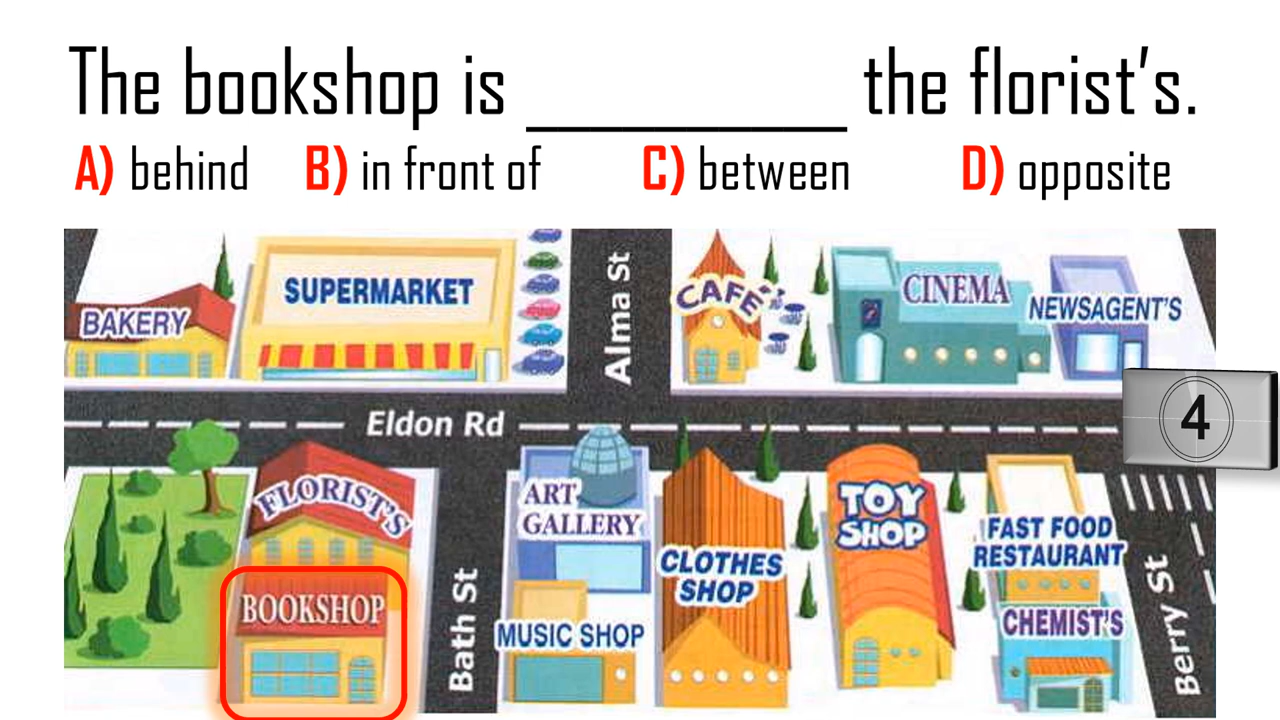 The bookshop is __________ the florist's.
A) behind B) in front of C) between D) opposite
SUPERMARKET
BAKERY
Alma St
CAFÉ
CINEMA
NEWSAGENT'S
4
Eldon Rd
FLORIST'S
ART
GALLERY
CLOTHES
SHOP
TOY
SHOP
FAST FOOD
RESTAURANT
BOOKSHOP
Bath St
MUSIC SHOP
CHEMIST'S
Berry St